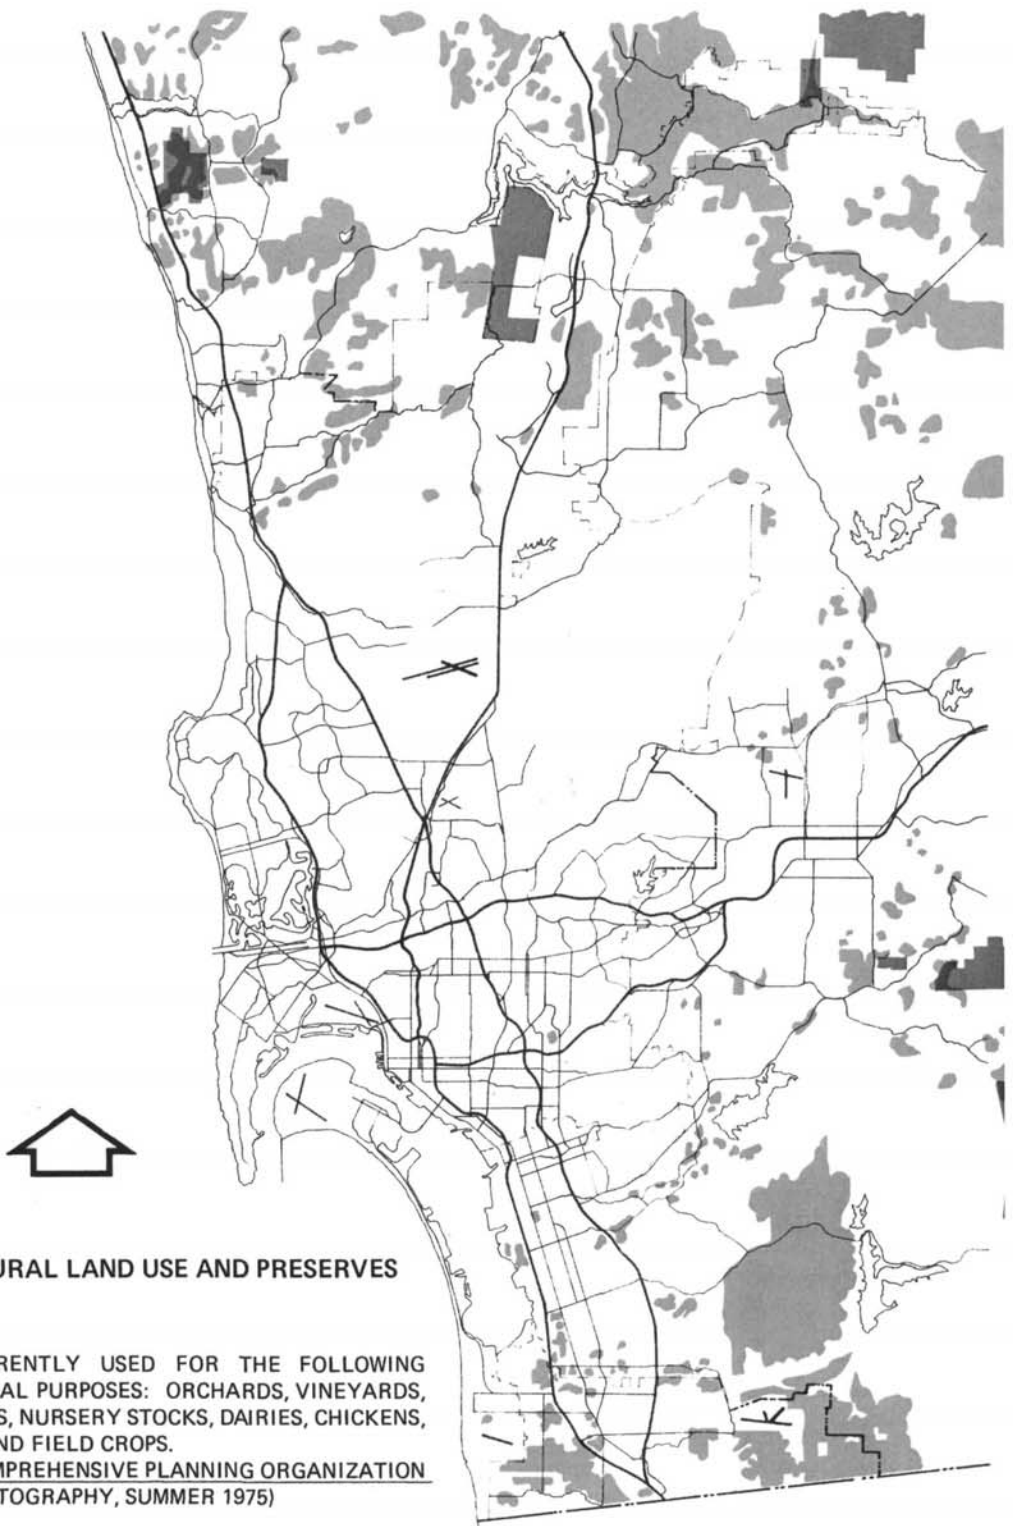 URAL LAND USE AND PRESERVES
RENTLY USED FOR THE FOLLOWING
AL PURPOSES: ORCHARDS, VINEYARDS,
S, NURSERY STOCKS, DAIRIES, CHICKENS,
ND FIELD CROPS.
MPREHENSIVE PLANNING ORGANIZATION
TOGRAPHY, SUMMER 1975)